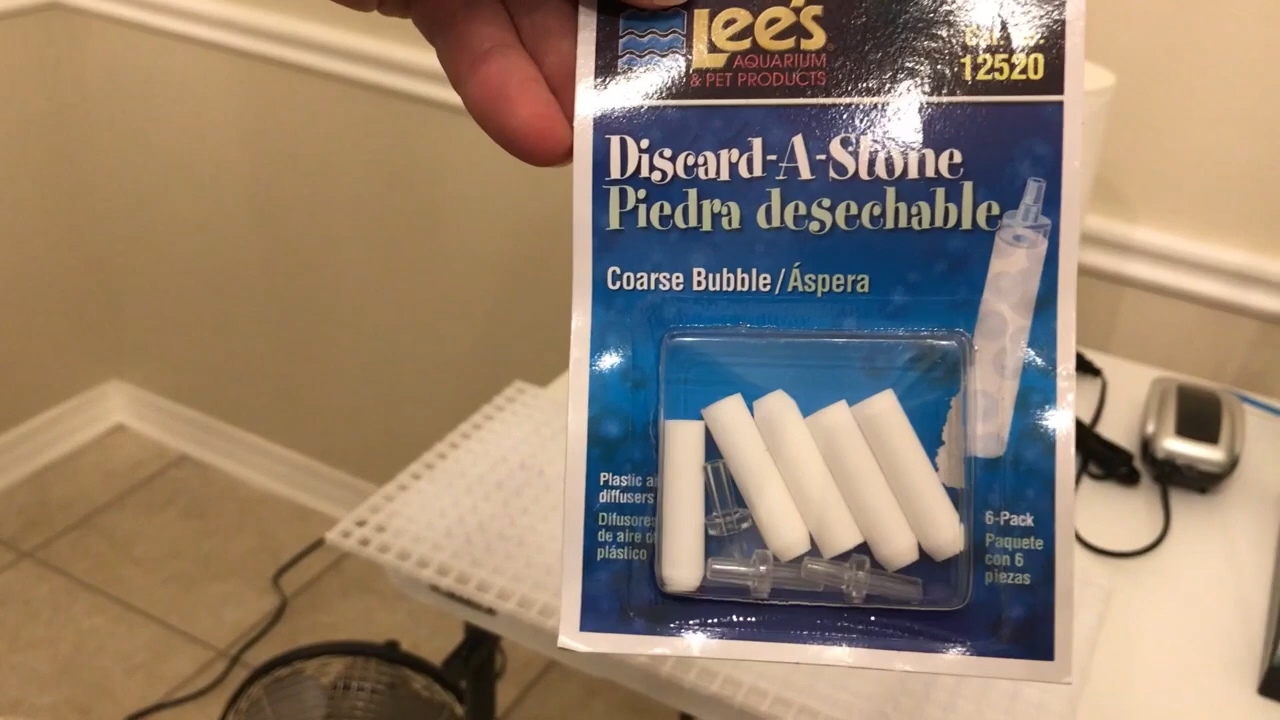 Lee's
AQUARIUM
& PET PRODUCTS
12520
Discard-A-Stone
Piedra desechable
Coarse Bubble/Áspera
Plastic
diffusers
Difusores
de aire
plástico
6-Pack
Paquete
con 6
piezas